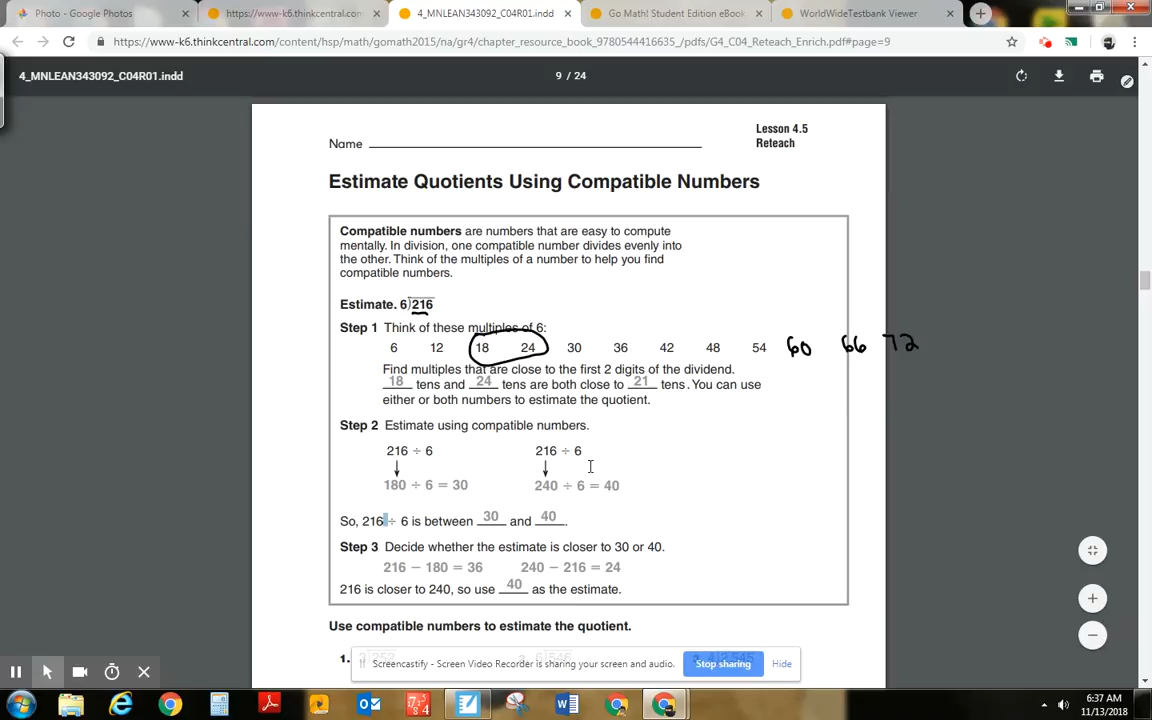 Photo - Google Photos
https://www-k6.thinkcentral.con
4_MNLEAN343092_C04R01.indd
Go Math! Student Edition eBook
WorldWideTestbank Viewer
https://www-k6.thinkcentral.com/content/hsp/math/gomath2015/na/gr4/chapter_resource_book_9780544416635_/pdfs/G4_C04_Reteach_Enrich.pdf#page=9
4_MNLEAN343092_C04R01.indd
9 / 24
Lesson 4.5
Reteach
Name
Estimate Quotients Using Compatible Numbers
Compatible numbers are numbers that are easy to compute
mentally. In division, one compatible number divides evenly into
the other. Think of the multiples of a number to help you find
compatible numbers.
Estimate. 6)216
Step 1 Think of these multiples of 6:
6 12 18 24 30 36 42 48 54 60 66 72
Find multiples that are close to the first 2 digits of the dividend.
18 tens and 24 tens are both close to 21 tens. You can use
either or both numbers to estimate the quotient.
Step 2 Estimate using compatible numbers.
216 ÷ 6 216 ÷ 6
180 ÷ 6 = 30 240 ÷ 6 = 40
So, 216 ÷ 6 is between 30 and 40.
Step 3 Decide whether the estimate is closer to 30 or 40.
216 − 180 = 36 240 − 216 = 24
216 is closer to 240, so use 40 as the estimate.
Use compatible numbers to estimate the quotient.
1.
Screencastify - Screen Video Recorder is sharing your screen and audio.
Stop sharing
Hide
6:37 AM
11/13/2018